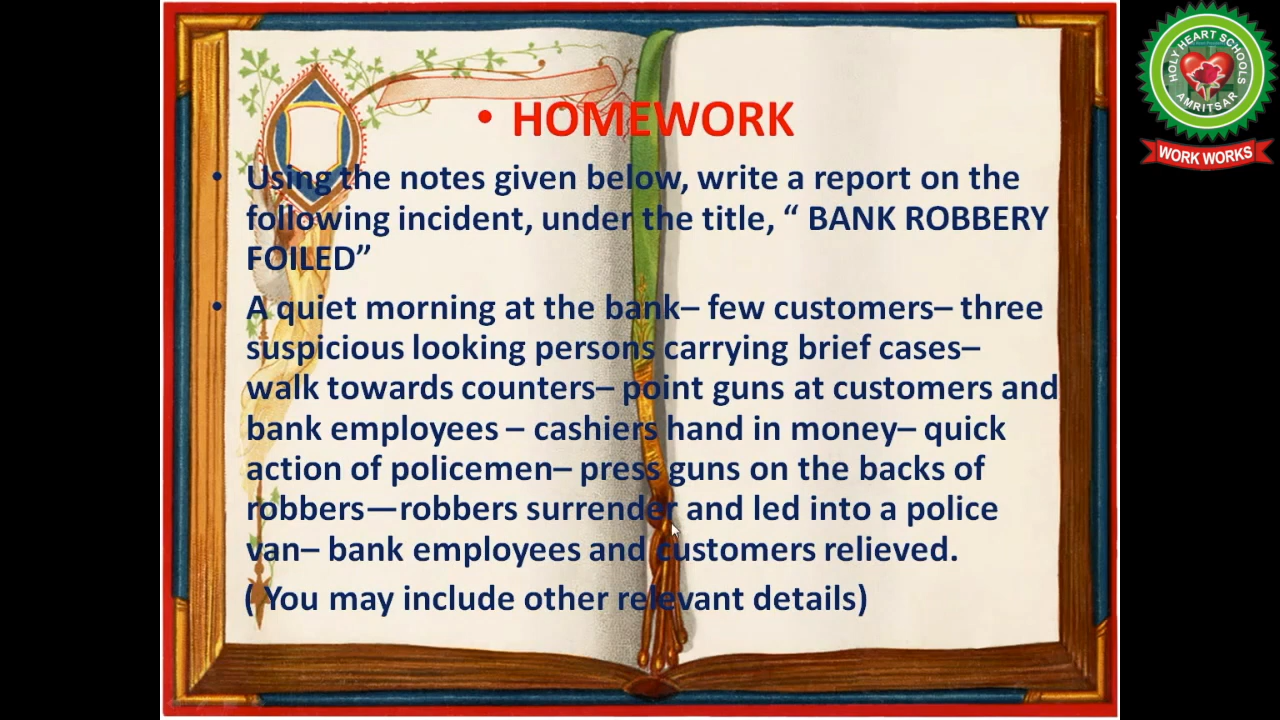 • HOMEWORK
• Using the notes given below, write a report on the
following incident, under the title, “ BANK ROBBERY
FOILED”
• A quiet morning at the bank– few customers– three
suspicious looking persons carrying brief cases–
walk towards counters– point guns at customers and
bank employees – cashiers hand in money– quick
action of policemen– press guns on the backs of
robbers—robbers surrender and led into a police
van– bank employees and customers relieved.
( You may include other relevant details)
HOLY HEART SCHOOLS
AMRITSAR
WORK WORKS